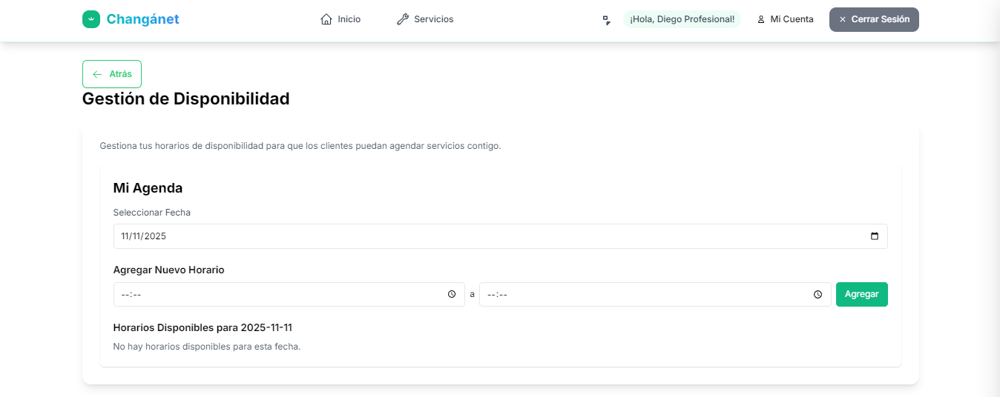 Changánet Inicio Servicios ¡Hola, Diego Profesional! Mi Cuenta Cerrar Sesión
Atrás
Gestión de Disponibilidad
Gestiona tus horarios de disponibilidad para que los clientes puedan agendar servicios contigo.
Mi Agenda
Seleccionar Fecha
11/11/2025
Agregar Nuevo Horario
--:-- a --:-- Agregar
Horarios Disponibles para 2025-11-11
No hay horarios disponibles para esta fecha.